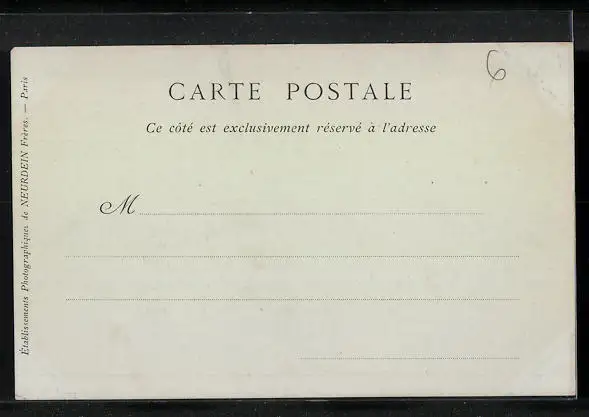 6
CARTE POSTALE
Ce côté est exclusivement réservé à l'adresse
M
Établissements Photographiques de NEURDEIN Frères. — Paris